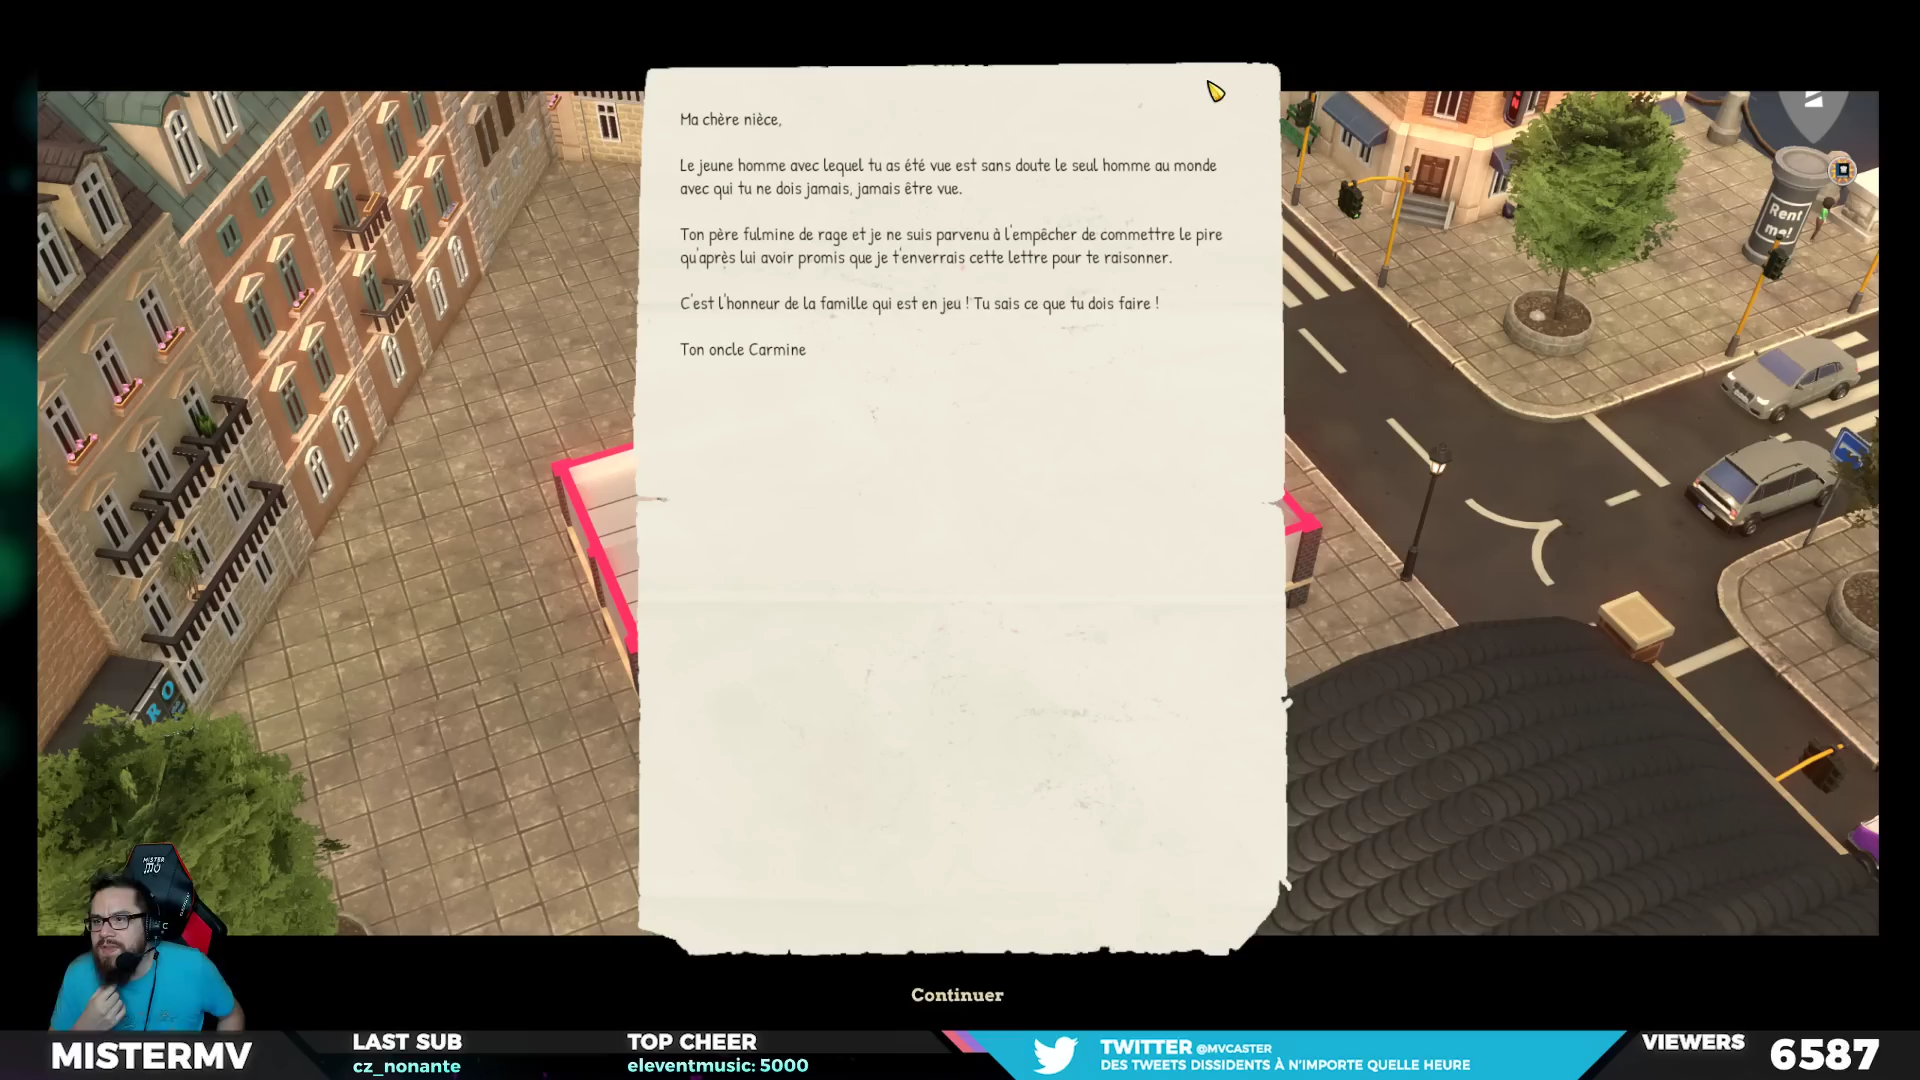 Ma chère nièce,
Le jeune homme avec lequel tu as été vue est sans doute le seul homme au monde
avec qui tu ne dois jamais, jamais être vue.
Ton père fulmine de rage et je ne suis parvenu à l'empêcher de commettre le pire
qu'après lui avoir promis que je t'enverrais cette lettre pour te raisonner.
C'est l'honneur de la famille qui est en jeu ! Tu sais ce que tu dois faire !
Ton oncle Carmine
Rent
me!
Continuer
MISTER
MISTERMV
LAST SUB
cz_nonante
TOP CHEER
eleventmusic: 5000
TWITTER @MVCASTER
DES TWEETS DISSIDENTS À N'IMPORTE QUELLE HEURE
VIEWERS
6587